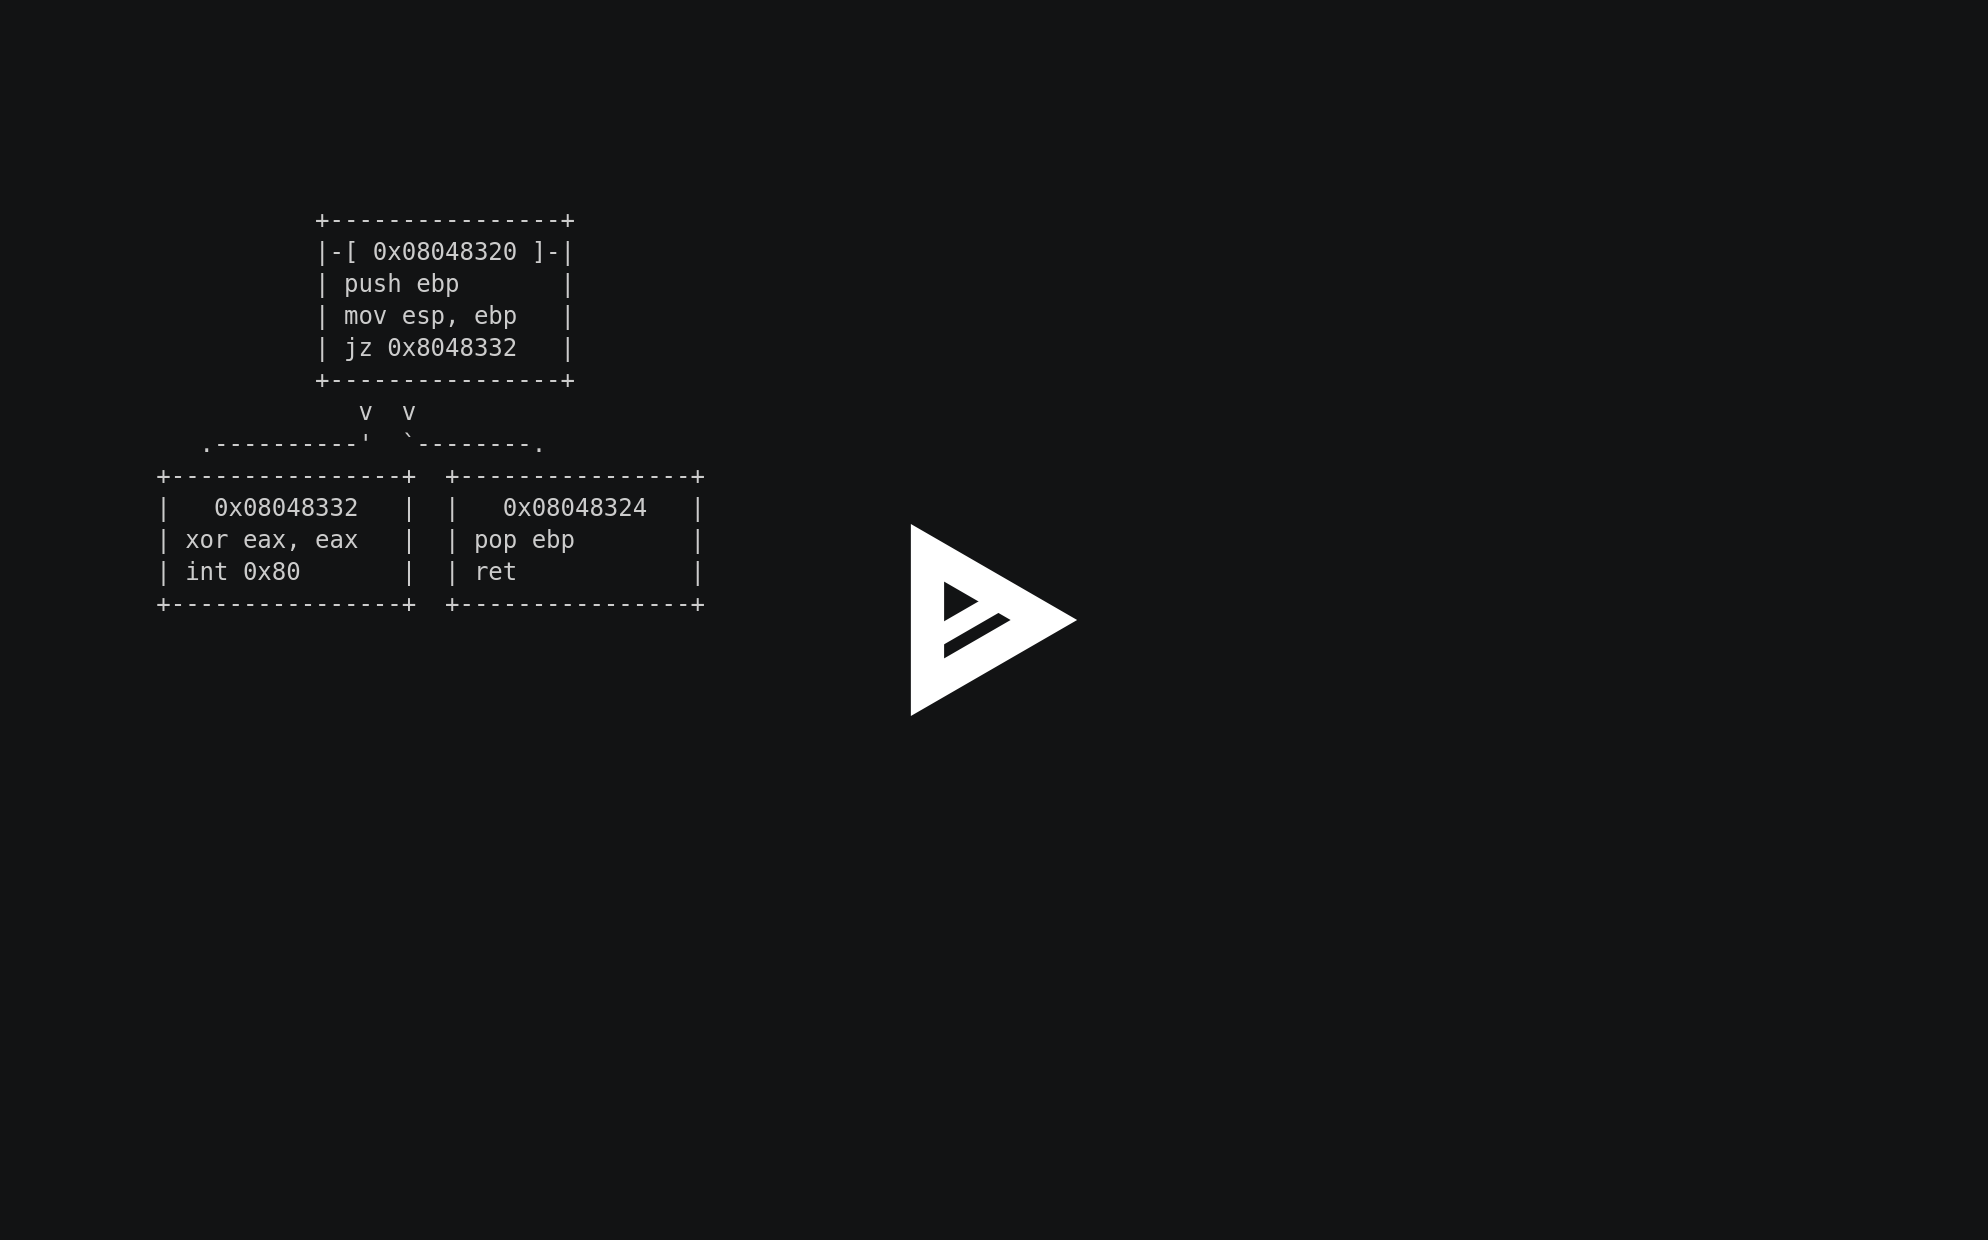 +----------------+
|-[ 0x08048320 ]-|
| push ebp       |
| mov esp, ebp   |
| jz 0x8048332   |
+----------------+
v  v
.----------'  `--------.
+----------------+  +----------------+
|   0x08048332   |  |   0x08048324   |
| xor eax, eax   |  | pop ebp        |
| int 0x80       |  | ret            |
+----------------+  +----------------+